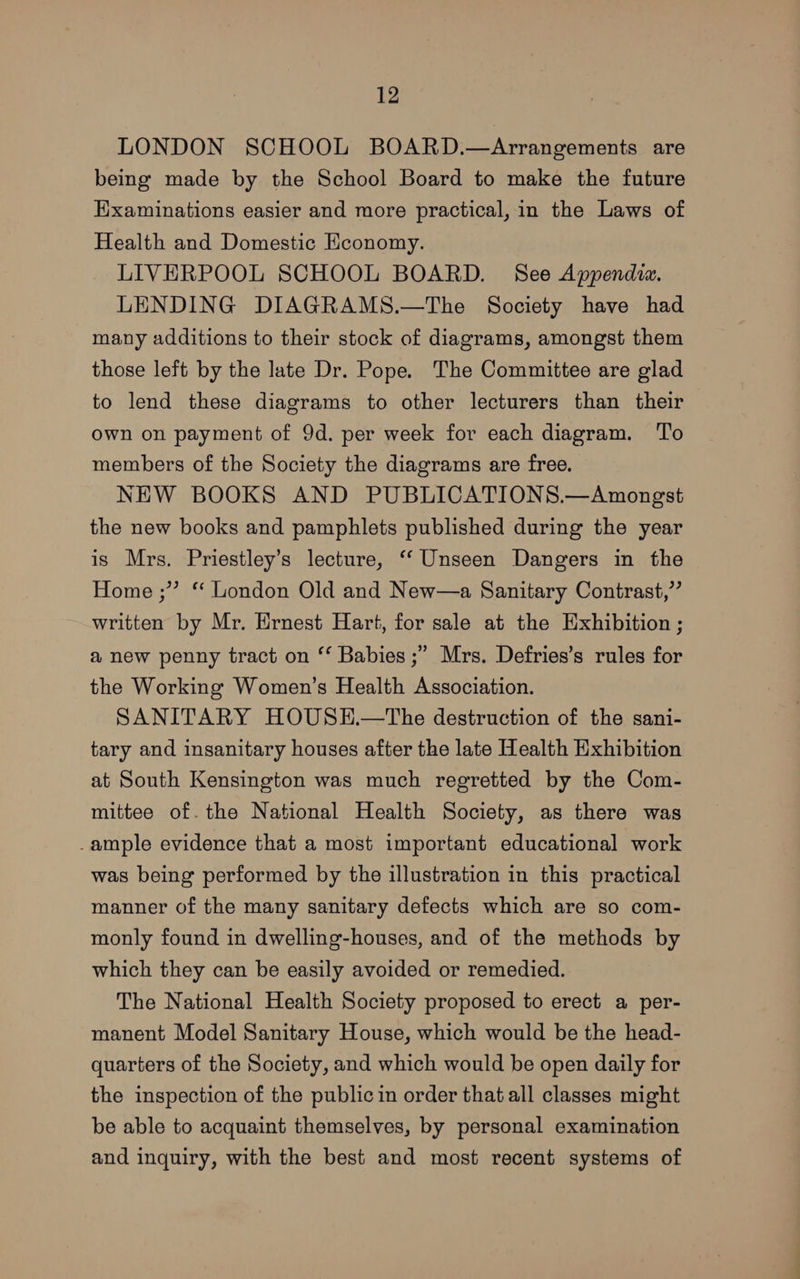 12
LONDON SCHOOL BOARD.—Arrangements are
being made by the School Board to make the future
Examinations easier and more practical, in the Laws of
Health and Domestic Economy.
LIVERPOOL SCHOOL BOARD. See Appendix.
LENDING DIAGRAMS.—The Society have had
many additions to their stock of diagrams, amongst them
those left by the late Dr. Pope. The Committee are glad
to lend these diagrams to other lecturers than their
own on payment of 9d. per week for each diagram. To
members of the Society the diagrams are free.
NEW BOOKS AND PUBLICATIONS.—Amongst
the new books and pamphlets published during the year
is Mrs. Priestley’s lecture, “Unseen Dangers in the
Home;” “London Old and New—a Sanitary Contrast,”
written by Mr. Ernest Hart, for sale at the Exhibition;
a new penny tract on “Babies;” Mrs. Defries’s rules for
the Working Women’s Health Association.
SANITARY HOUSE.—The destruction of the sani-
tary and insanitary houses after the late Health Exhibition
at South Kensington was much regretted by the Com-
mittee of the National Health Society, as there was
ample evidence that a most important educational work
was being performed by the illustration in this practical
manner of the many sanitary defects which are so com-
monly found in dwelling-houses, and of the methods by
which they can be easily avoided or remedied.
The National Health Society proposed to erect a per-
manent Model Sanitary House, which would be the head-
quarters of the Society, and which would be open daily for
the inspection of the public in order that all classes might
be able to acquaint themselves, by personal examination
and inquiry, with the best and most recent systems of